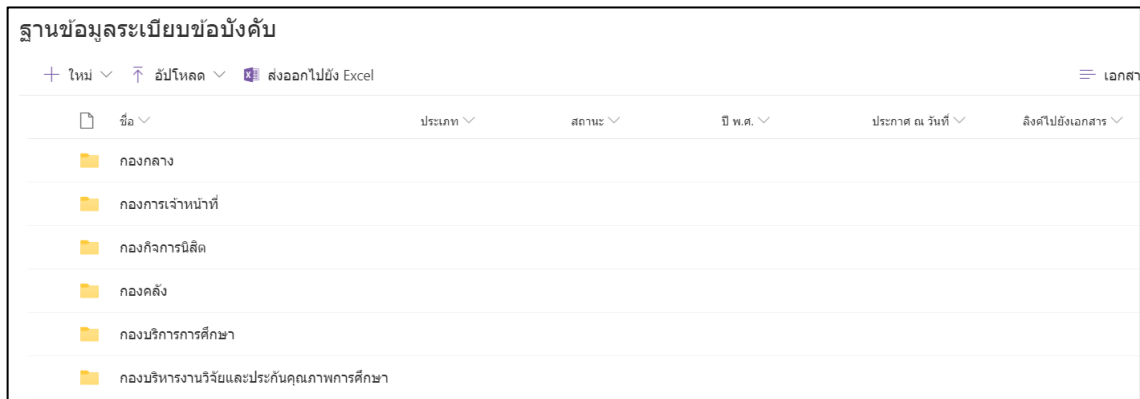 ฐานข้อมูลระเบียบข้อบังคับ
ใหม่ อัปโหลด ส่งออกไปยัง Excel เอกสา
ชื่อ ประเภท สถานะ ปี พ.ศ. ประกาศ ณ วันที่ ลิงค์ไปยังเอกสาร
กองกลาง
กองการเจ้าหน้าที่
กองกิจการนิสิต
กองคลัง
กองบริการการศึกษา
กองบริหารงานวิจัยและประกันคุณภาพการศึกษา